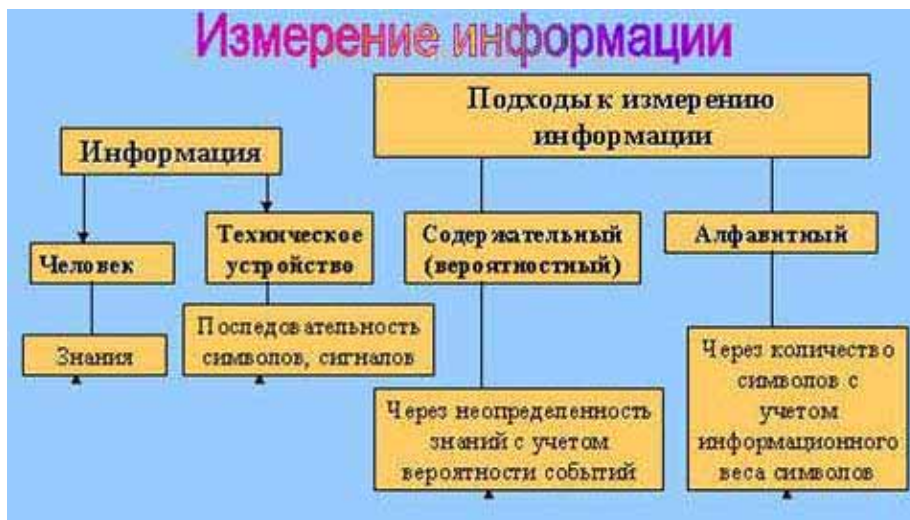 Измерение информации
Информация
Человек
Знания
Техническое
устройство
Последовательность
символов, сигналов
Подходы к измерению
информации
Содержательный
(вероятностный)
Через неопределенность
знаний с учетом
вероятности событий
Алфавитный
Через количество
символов с
учетом
информационного
веса символов